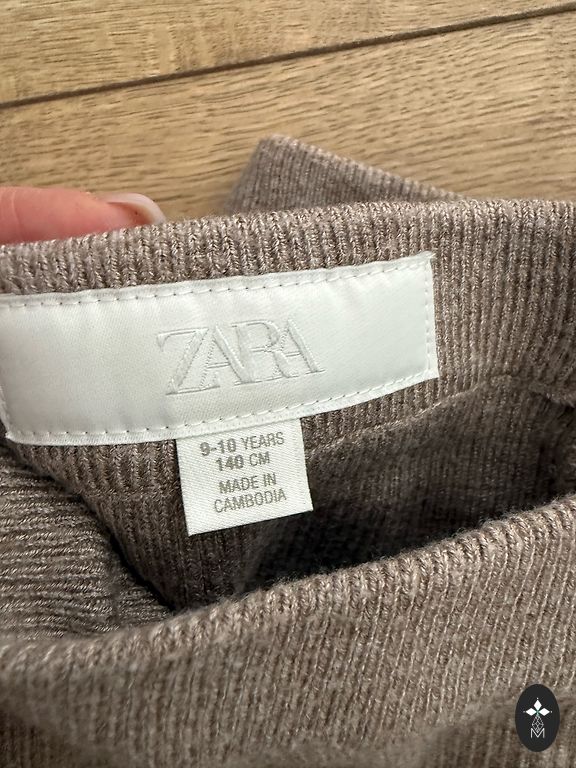 ZARA
9-10 YEARS
140 CM
MADE IN
CAMBODIA